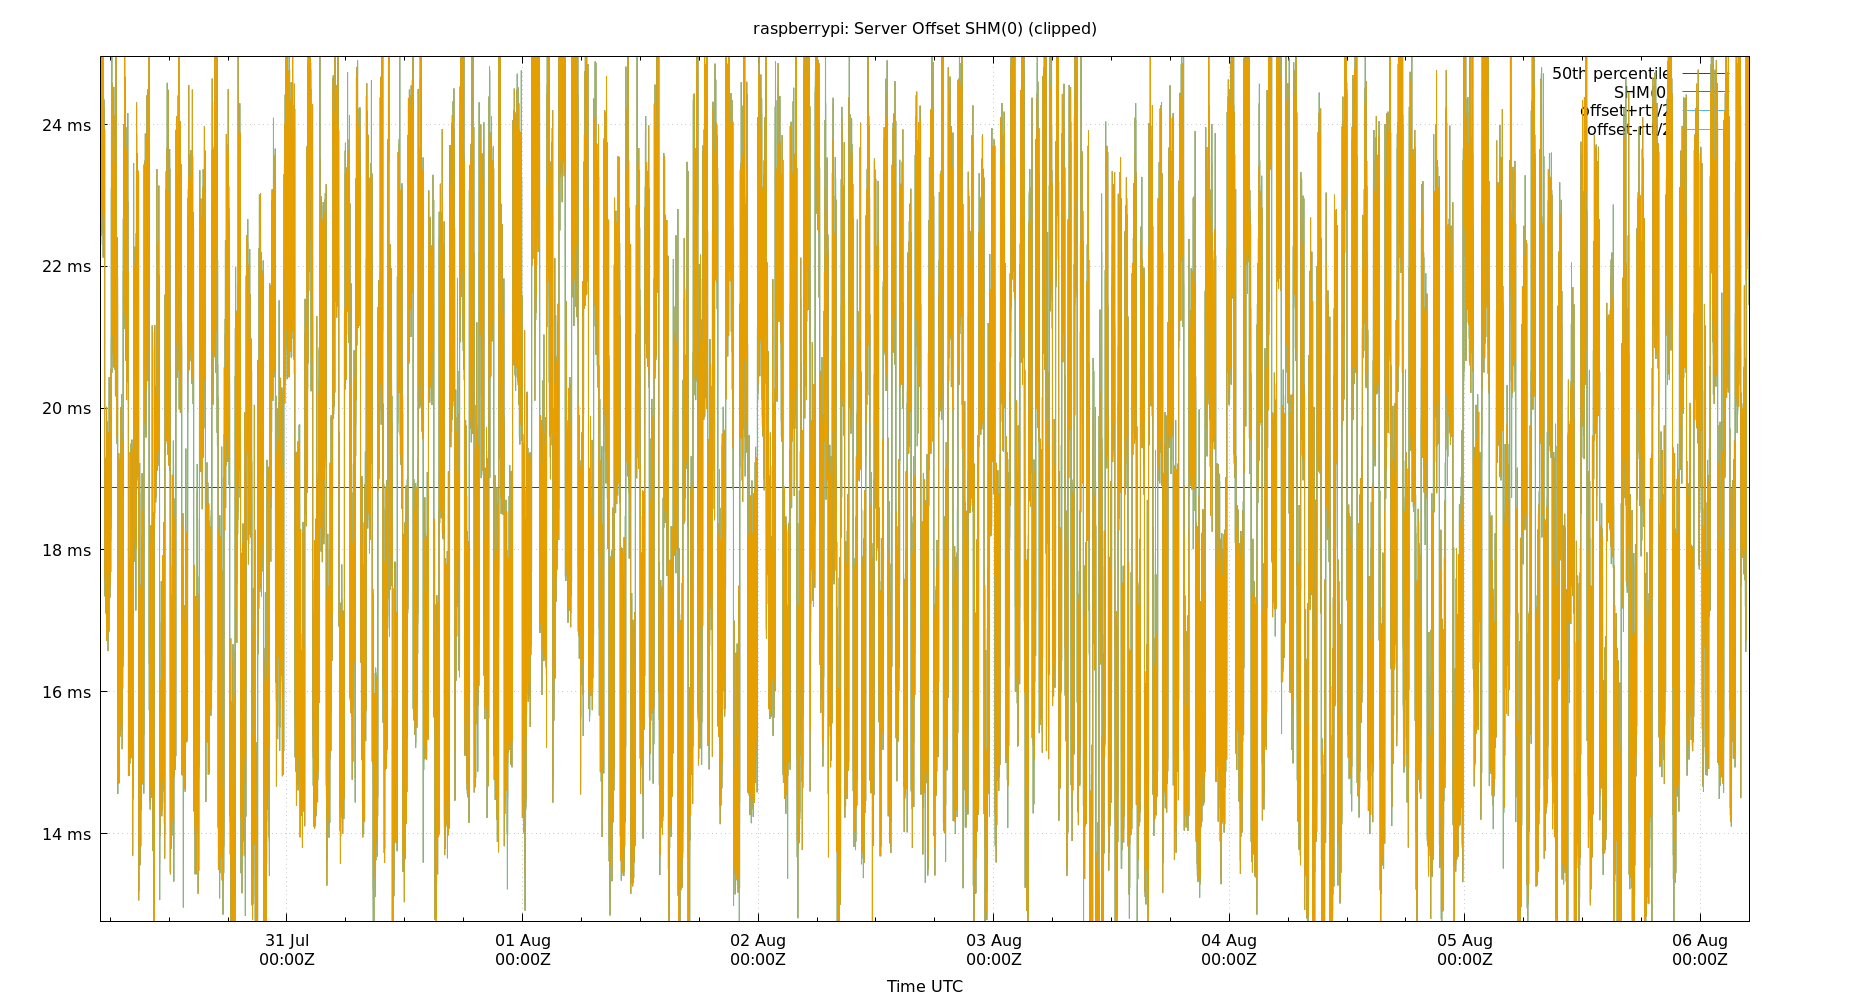 raspberrypi: Server Offset SHM(0) (clipped)
50th percentile
SHM(0)
offset+rtt/2
offset-rtt/2
24 ms
22 ms
20 ms
18 ms
16 ms
14 ms
31 Jul 01 Aug 02 Aug 03 Aug 04 Aug 05 Aug 06 Aug
00:00Z 00:00Z 00:00Z 00:00Z 00:00Z 00:00Z 00:00Z
Time UTC